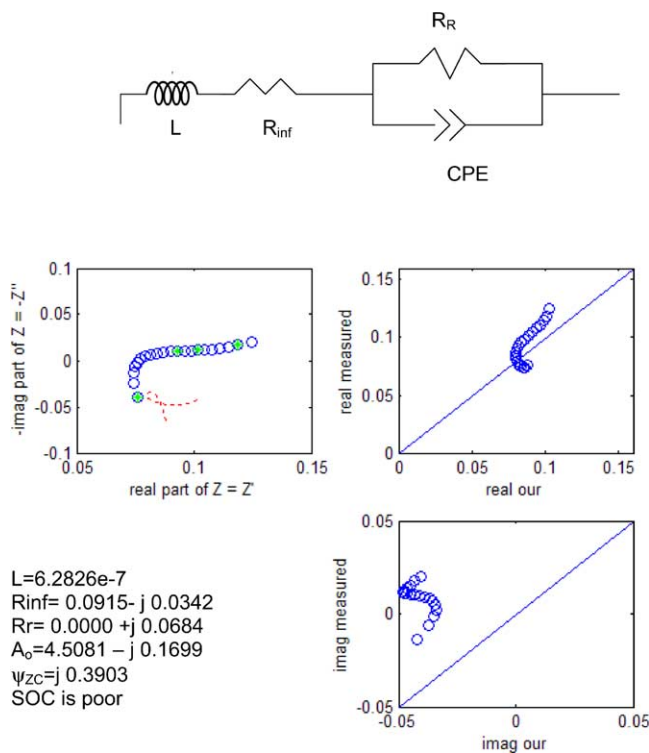 R_R
L
R_inf
CPE
-imag part of Z = -Z"
0.1
0.05
0
-0.05
-0.1
0.05
0.1
0.15
real part of Z = Z'
real measured
0.15
0.1
0.05
0
0
0.05
0.1
0.15
real our
imag measured
0.05
0
-0.05
-0.05
0
0.05
imag our
L=6.2826e-7
Rinf= 0.0915- j 0.0342
Rr= 0.0000 +j 0.0684
A_o=4.5081 – j 0.1699
ψ_ZC=j 0.3903
SOC is poor